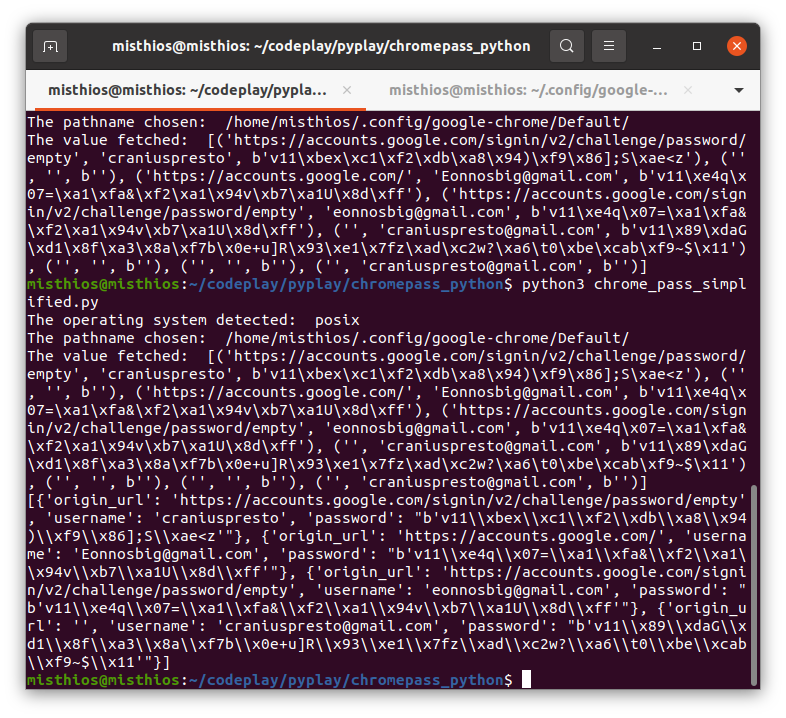 misthios@misthios: ~/codeplay/pyplay/chromepass_python
misthios@misthios: ~/codeplay/pypla...
misthios@misthios: ~/.config/google-...
The pathname chosen:  /home/misthios/.config/google-chrome/Default/
The value fetched:  [('https://accounts.google.com/signin/v2/challenge/password/
empty', 'craniuspresto', b'v11\xbex\xc1\xf2\xdb\xa8\x94)\xf9\x86];S\xae<z'), (''
, '', b''), ('https://accounts.google.com/', 'Eonnosbig@gmail.com', b'v11\xe4q\x
07=\xa1\xfa&\xf2\xa1\x94v\xb7\xa1U\x8d\xff'), ('https://accounts.google.com/sign
in/v2/challenge/password/empty', 'eonnosbig@gmail.com', b'v11\xe4q\x07=\xa1\xfa&
\xf2\xa1\x94v\xb7\xa1U\x8d\xff'), ('', 'craniuspresto@gmail.com', b'v11\x89\xdaG
\xd1\x8f\xa3\x8a\xf7b\x0e+u]R\x93\xe1\x7fz\xad\xc2w?\xa6\t0\xbe\xcab\xf9~$\x11')
, ('', '', b''), ('', '', b''), ('', 'craniuspresto@gmail.com', b'')]
misthios@misthios:~/codeplay/pyplay/chromepass_python$ python3 chrome_pass_simpl
ified.py
The operating system detected:  posix
The pathname chosen:  /home/misthios/.config/google-chrome/Default/
The value fetched:  [('https://accounts.google.com/signin/v2/challenge/password/
empty', 'craniuspresto', b'v11\xbex\xc1\xf2\xdb\xa8\x94)\xf9\x86];S\xae<z'), (''
, '', b''), ('https://accounts.google.com/', 'Eonnosbig@gmail.com', b'v11\xe4q\x
07=\xa1\xfa&\xf2\xa1\x94v\xb7\xa1U\x8d\xff'), ('https://accounts.google.com/sign
in/v2/challenge/password/empty', 'eonnosbig@gmail.com', b'v11\xe4q\x07=\xa1\xfa&
\xf2\xa1\x94v\xb7\xa1U\x8d\xff'), ('', 'craniuspresto@gmail.com', b'v11\x89\xdaG
\xd1\x8f\xa3\x8a\xf7b\x0e+u]R\x93\xe1\x7fz\xad\xc2w?\xa6\t0\xbe\xcab\xf9~$\x11')
, ('', '', b''), ('', '', b''), ('', 'craniuspresto@gmail.com', b'')]
[{'origin_url': 'https://accounts.google.com/signin/v2/challenge/password/empty'
, 'username': 'craniuspresto', 'password': "b'v11\\xbex\\xc1\\xf2\\xdb\\xa8\\x94
)\\xf9\\x86];S\\xae<z'"}, {'origin_url': 'https://accounts.google.com/', 'userna
me': 'Eonnosbig@gmail.com', 'password': "b'v11\\xe4q\\x07=\\xa1\\xfa&\\xf2\\xa1\
\x94v\\xb7\\xa1U\\x8d\\xff'"}, {'origin_url': 'https://accounts.google.com/signi
n/v2/challenge/password/empty', 'username': 'eonnosbig@gmail.com', 'password': "
b'v11\\xe4q\\x07=\\xa1\\xfa&\\xf2\\xa1\\x94v\\xb7\\xa1U\\x8d\\xff'"}, {'origin_u
rl': '', 'username': 'craniuspresto@gmail.com', 'password': "b'v11\\x89\\xdaG\\x
d1\\x8f\\xa3\\x8a\\xf7b\\x0e+u]R\\x93\\xe1\\x7fz\\xad\\xc2w?\\xa6\\t0\\xbe\\xcab
\\xf9~$\\x11'"}]
misthios@misthios:~/codeplay/pyplay/chromepass_python$